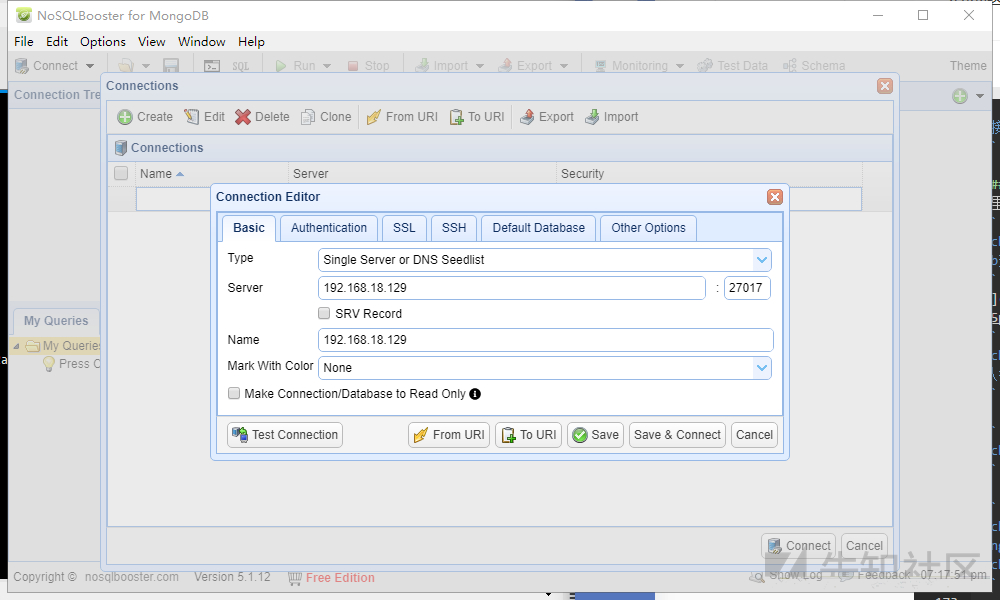 NoSQLBooster for MongoDB
File Edit Options View Window Help
Connect SQL Run Stop Import Export Monitoring Test Data Schema Theme
Connection Tre
Connections
Create Edit Delete Clone From URI To URI Export Import
Connections
Name Server Security
Connection Editor
Basic Authentication SSL SSH Default Database Other Options
Type Single Server or DNS Seedlist
Server 192.168.18.129 : 27017
SRV Record
Name 192.168.18.129
Mark With Color None
Make Connection/Database to Read Only
Test Connection From URI To URI Save Save & Connect Cancel
My Queries
My Queries
Press C
Connect Cancel
Copyright © nosqlbooster.com Version 5.1.12 Free Edition Show Log Feedback 07:17:51 pm
牛知社区